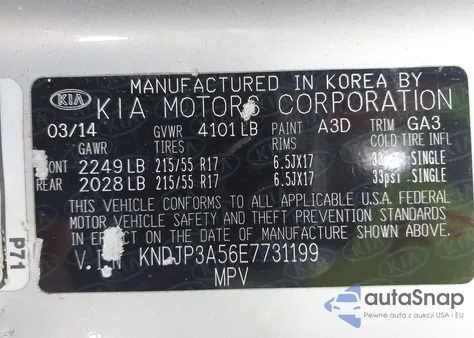 MANUFACTURED IN KOREA BY
KIA KIA MOTORS CORPORATION
03/14 GVWR 4101 LB PAINT A3D TRIM GA3
GAWR TIRES RIMS COLD TIRE INFL
FRONT 2249 LB 215/55 R17 6.5JX17 33psi SINGLE
REAR 2028 LB 215/55 R17 6.5JX17 33psi SINGLE
THIS VEHICLE CONFORMS TO ALL APPLICABLE U.S.A. FEDERAL
MOTOR VEHICLE SAFETY AND THEFT PREVENTION STANDARDS
IN EFFECT ON THE DATE OF MANUFACTURE SHOWN ABOVE.
V.I.N KNDJP3A56E7731199
MPV
P71
autoSnap
Pewne auta z USA i EU